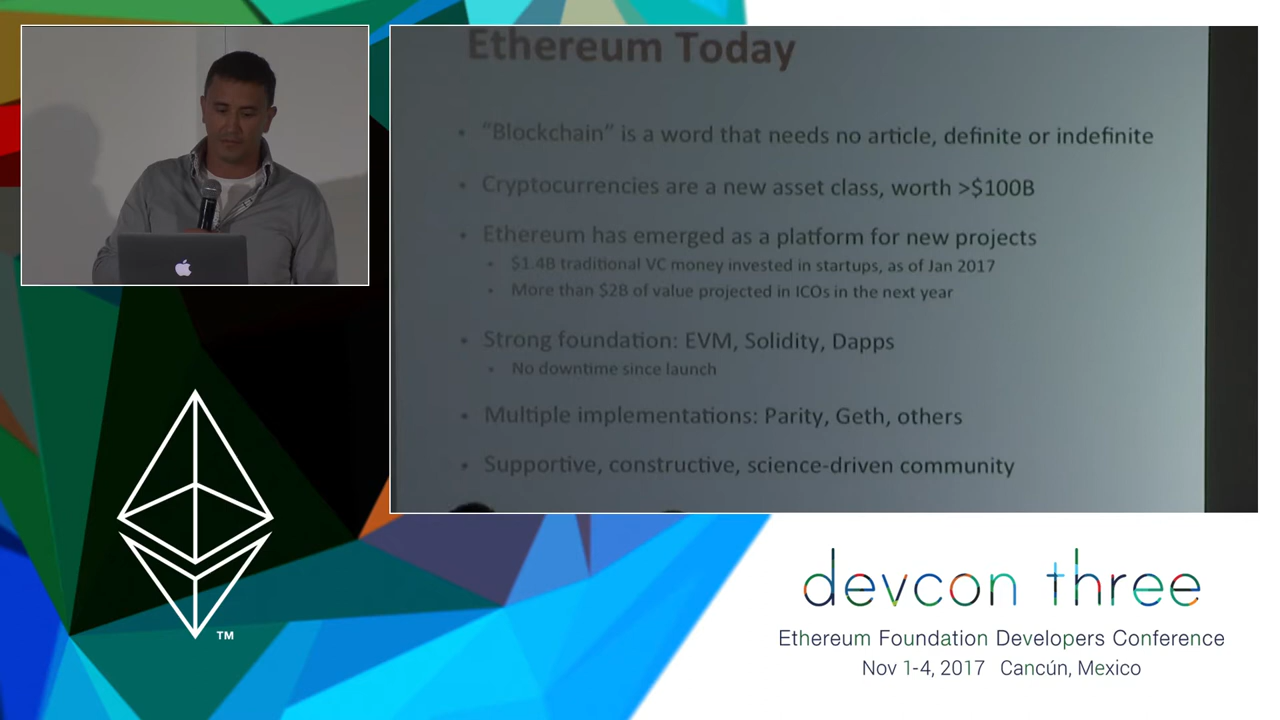 Ethereum Today
• "Blockchain" is a word that needs no article, definite or indefinite
• Cryptocurrencies are a new asset class, worth >$100B
• Ethereum has emerged as a platform for new projects
• $1.4B traditional VC money invested in startups, as of Jan 2017
• More than $2B of value projected in ICOs in the next year
• Strong foundation: EVM, Solidity, Dapps
• No downtime since launch
• Multiple implementations: Parity, Geth, others
• Supportive, constructive, science-driven community
TM
devcon three
Ethereum Foundation Developers Conference
Nov 1-4, 2017 Cancún, Mexico